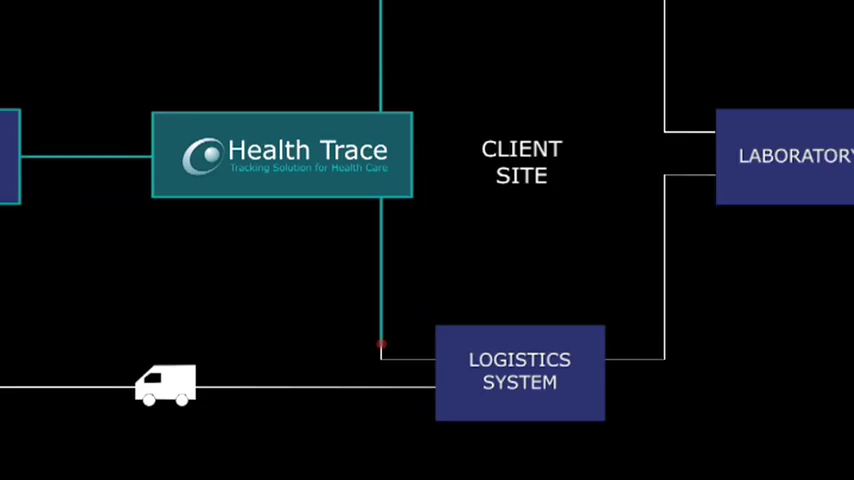 Health Trace
Tracking Solution for Health Care
CLIENT
SITE
LABORATORY
LOGISTICS
SYSTEM